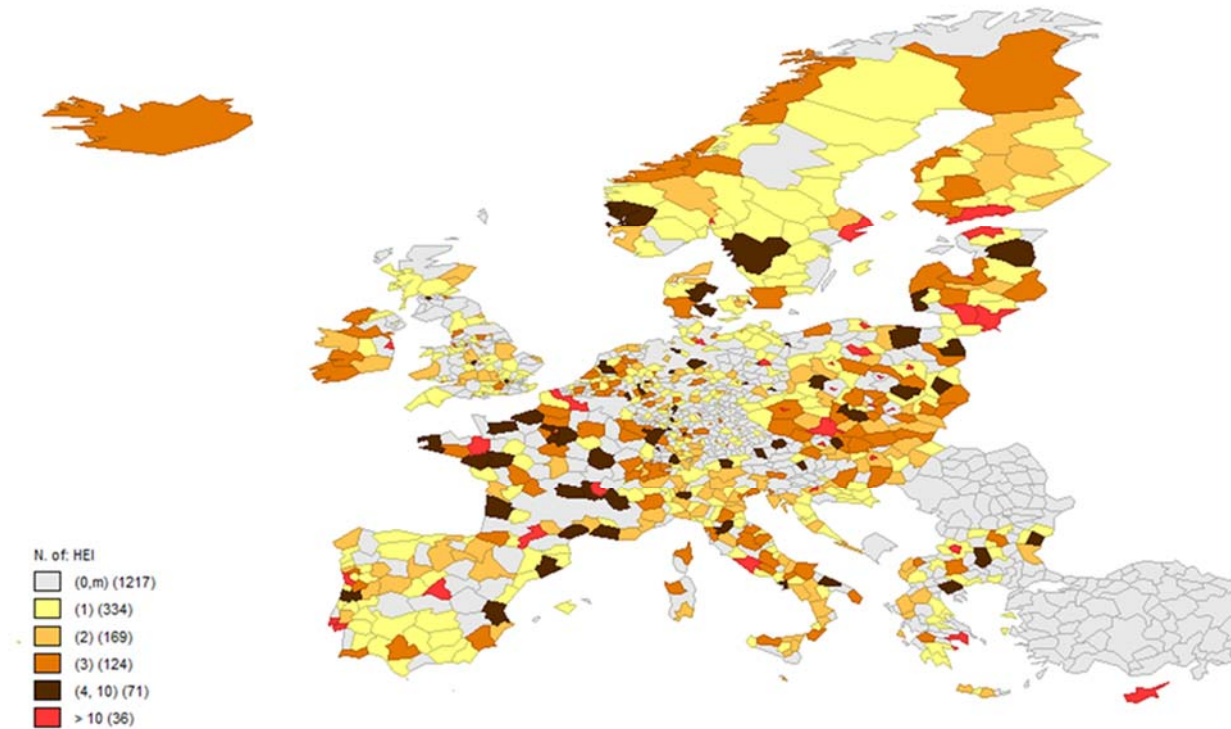 N. of: HEI
(0,m) (1217)
(1) (334)
(2) (169)
(3) (124)
(4, 10) (71)
> 10 (36)